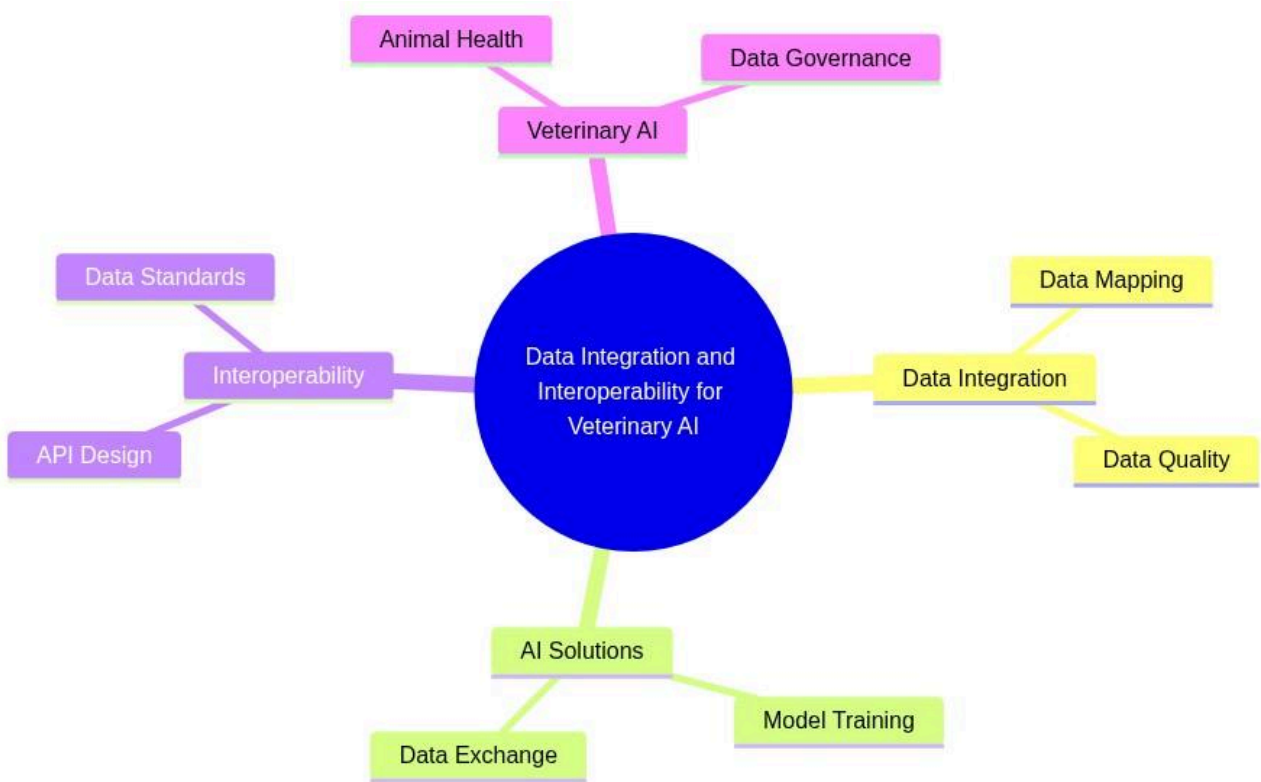 Animal Health
Data Governance
Veterinary AI
Data Standards
Interoperability
API Design
Data Integration and
Interoperability for
Veterinary AI
Data Mapping
Data Integration
Data Quality
AI Solutions
Model Training
Data Exchange